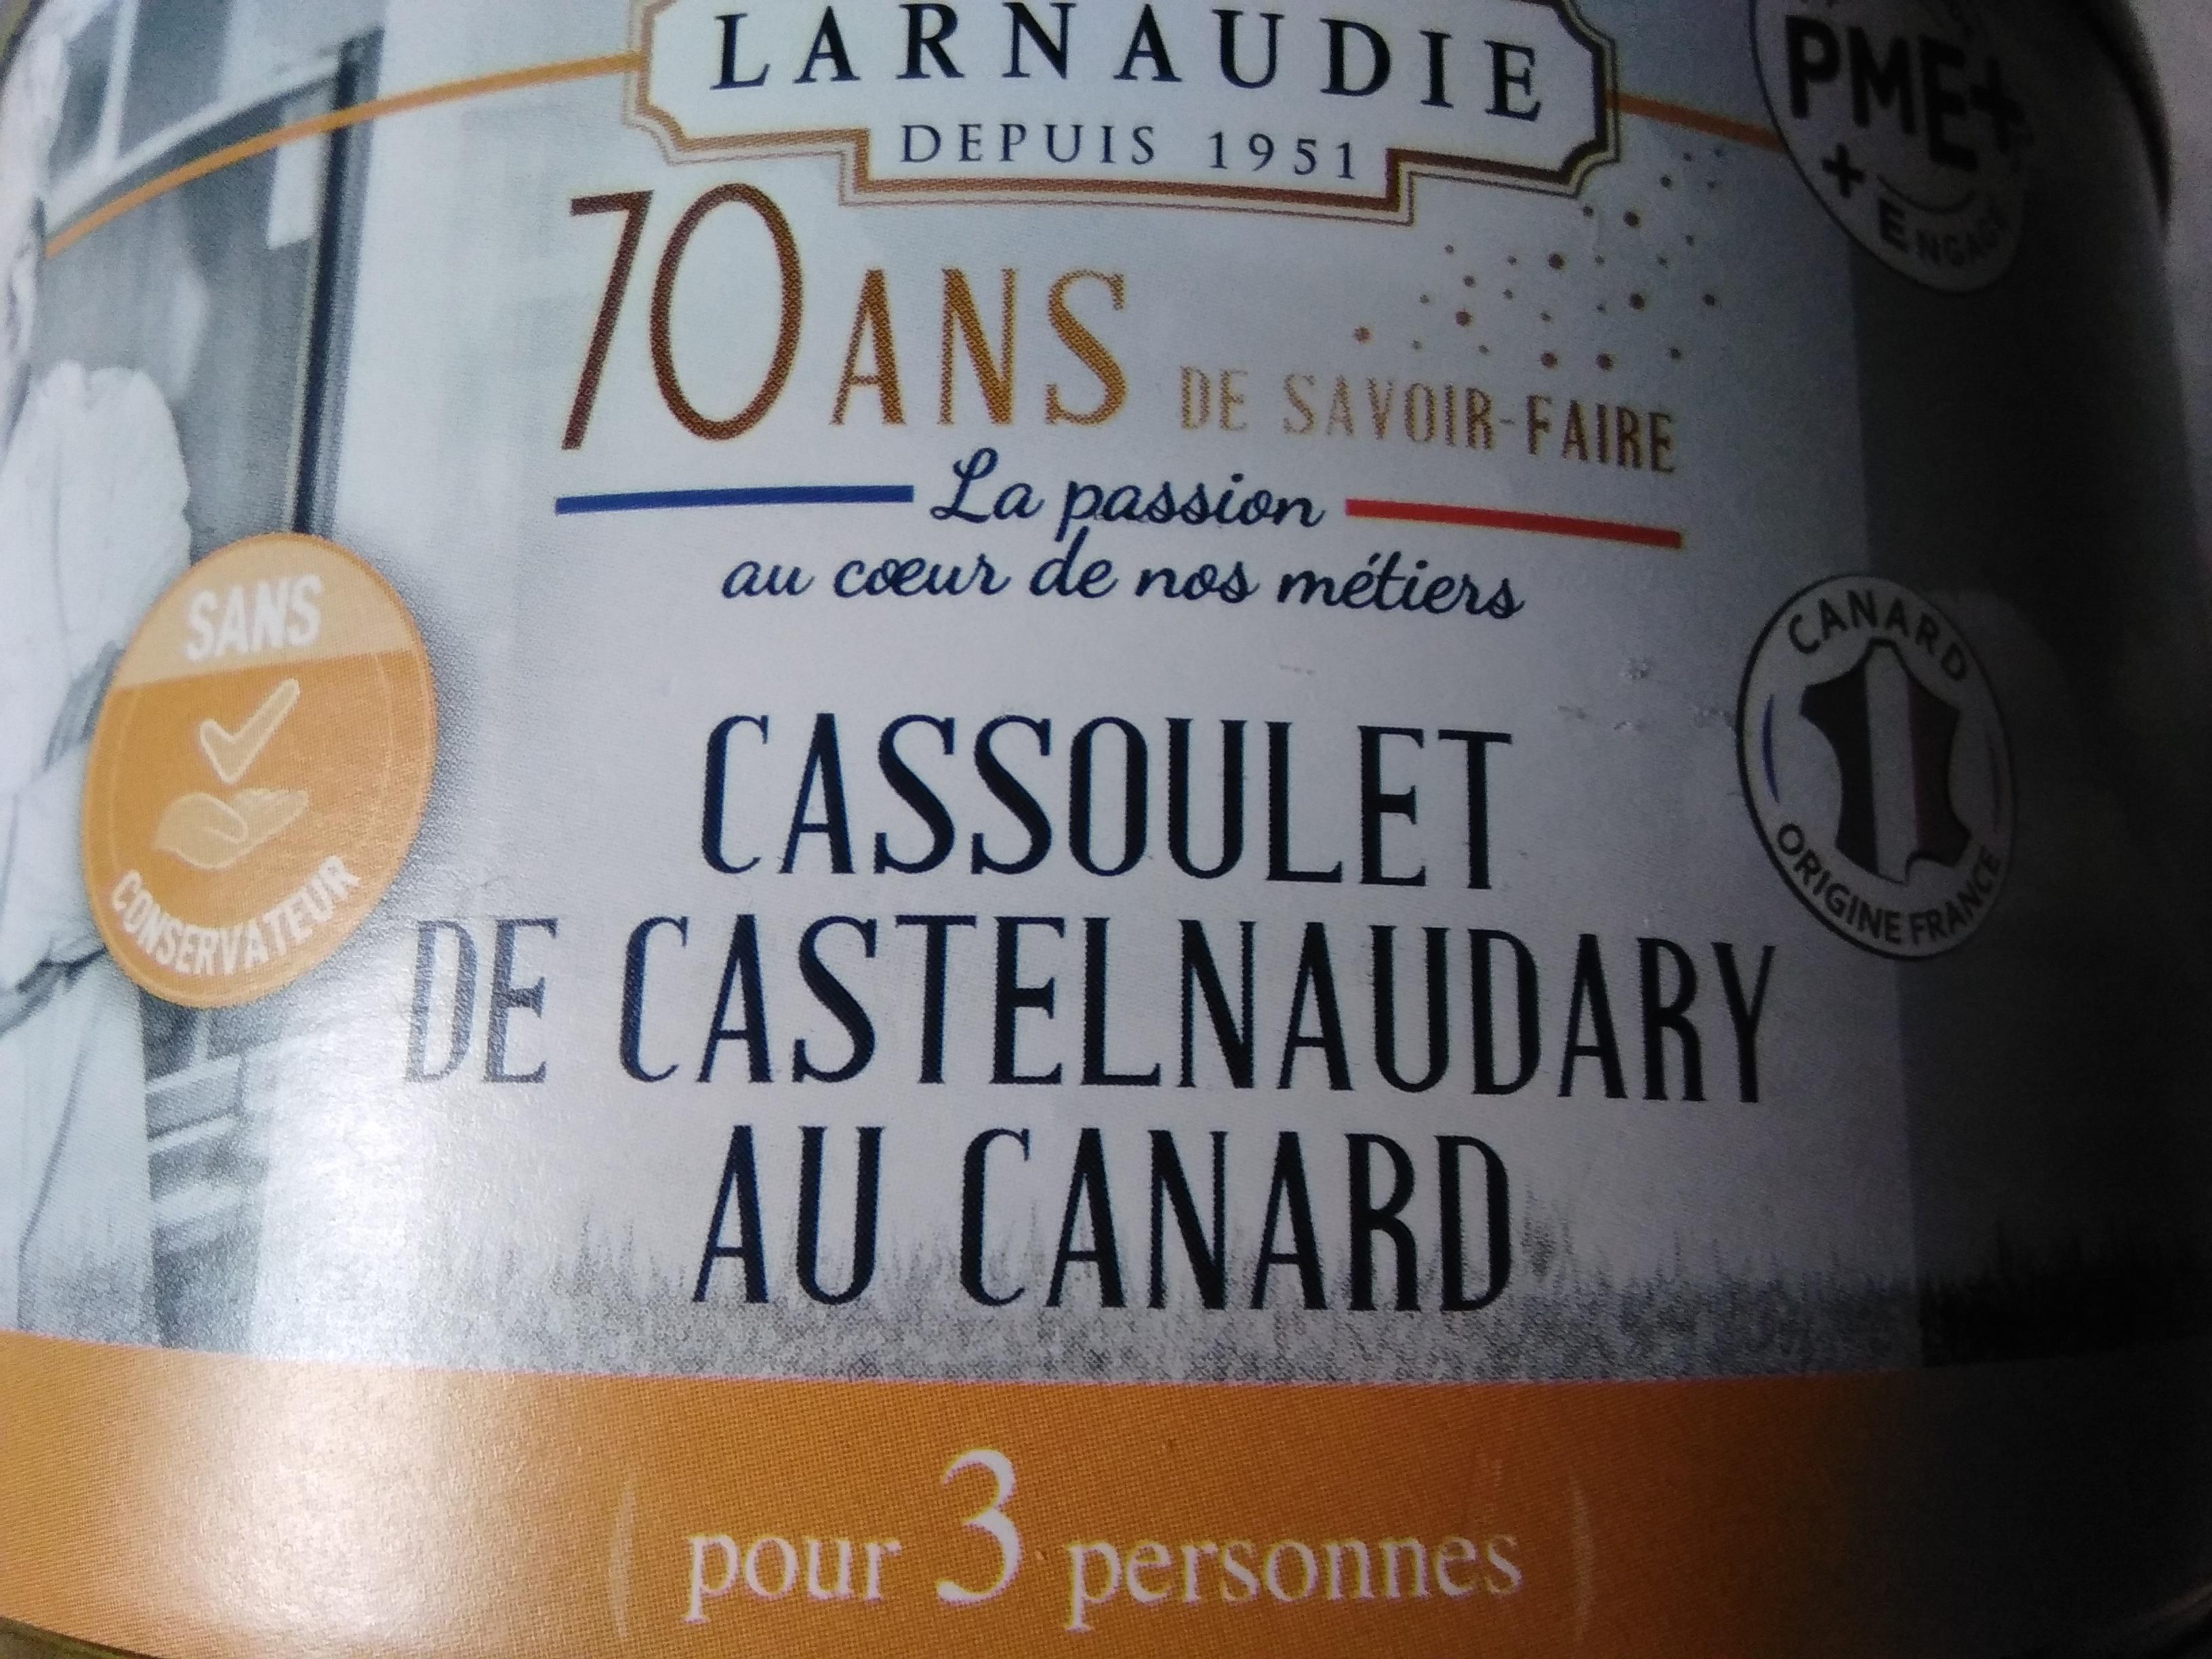 LARNAUDIE
DEPUIS 1951
PME+
+ ENGAGÉ
70 ANS DE SAVOIR-FAIRE
La passion
au cœur de nos métiers
SANS
CONSERVATEUR
CANARD
ORIGINE FRANCE
CASSOULET
DE CASTELNAUDARY
AU CANARD
pour 3 personnes